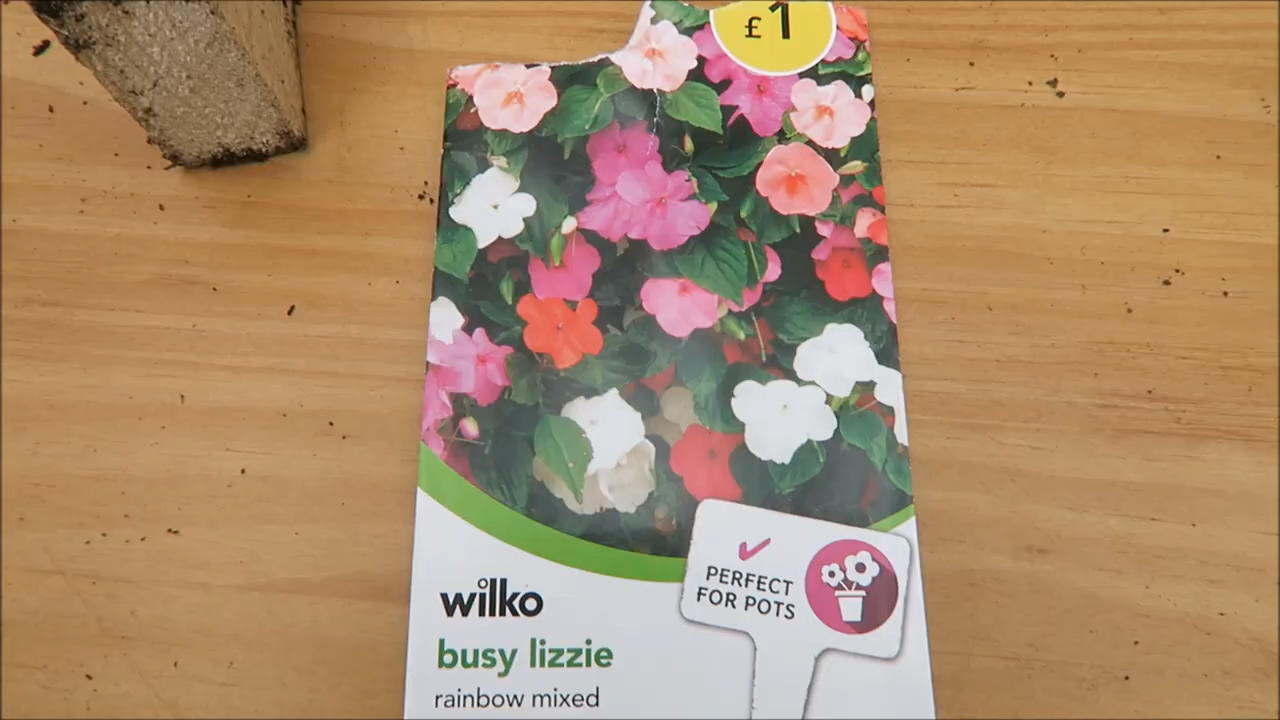 £1
PERFECT
FOR POTS
wilko
busy lizzie
rainbow mixed